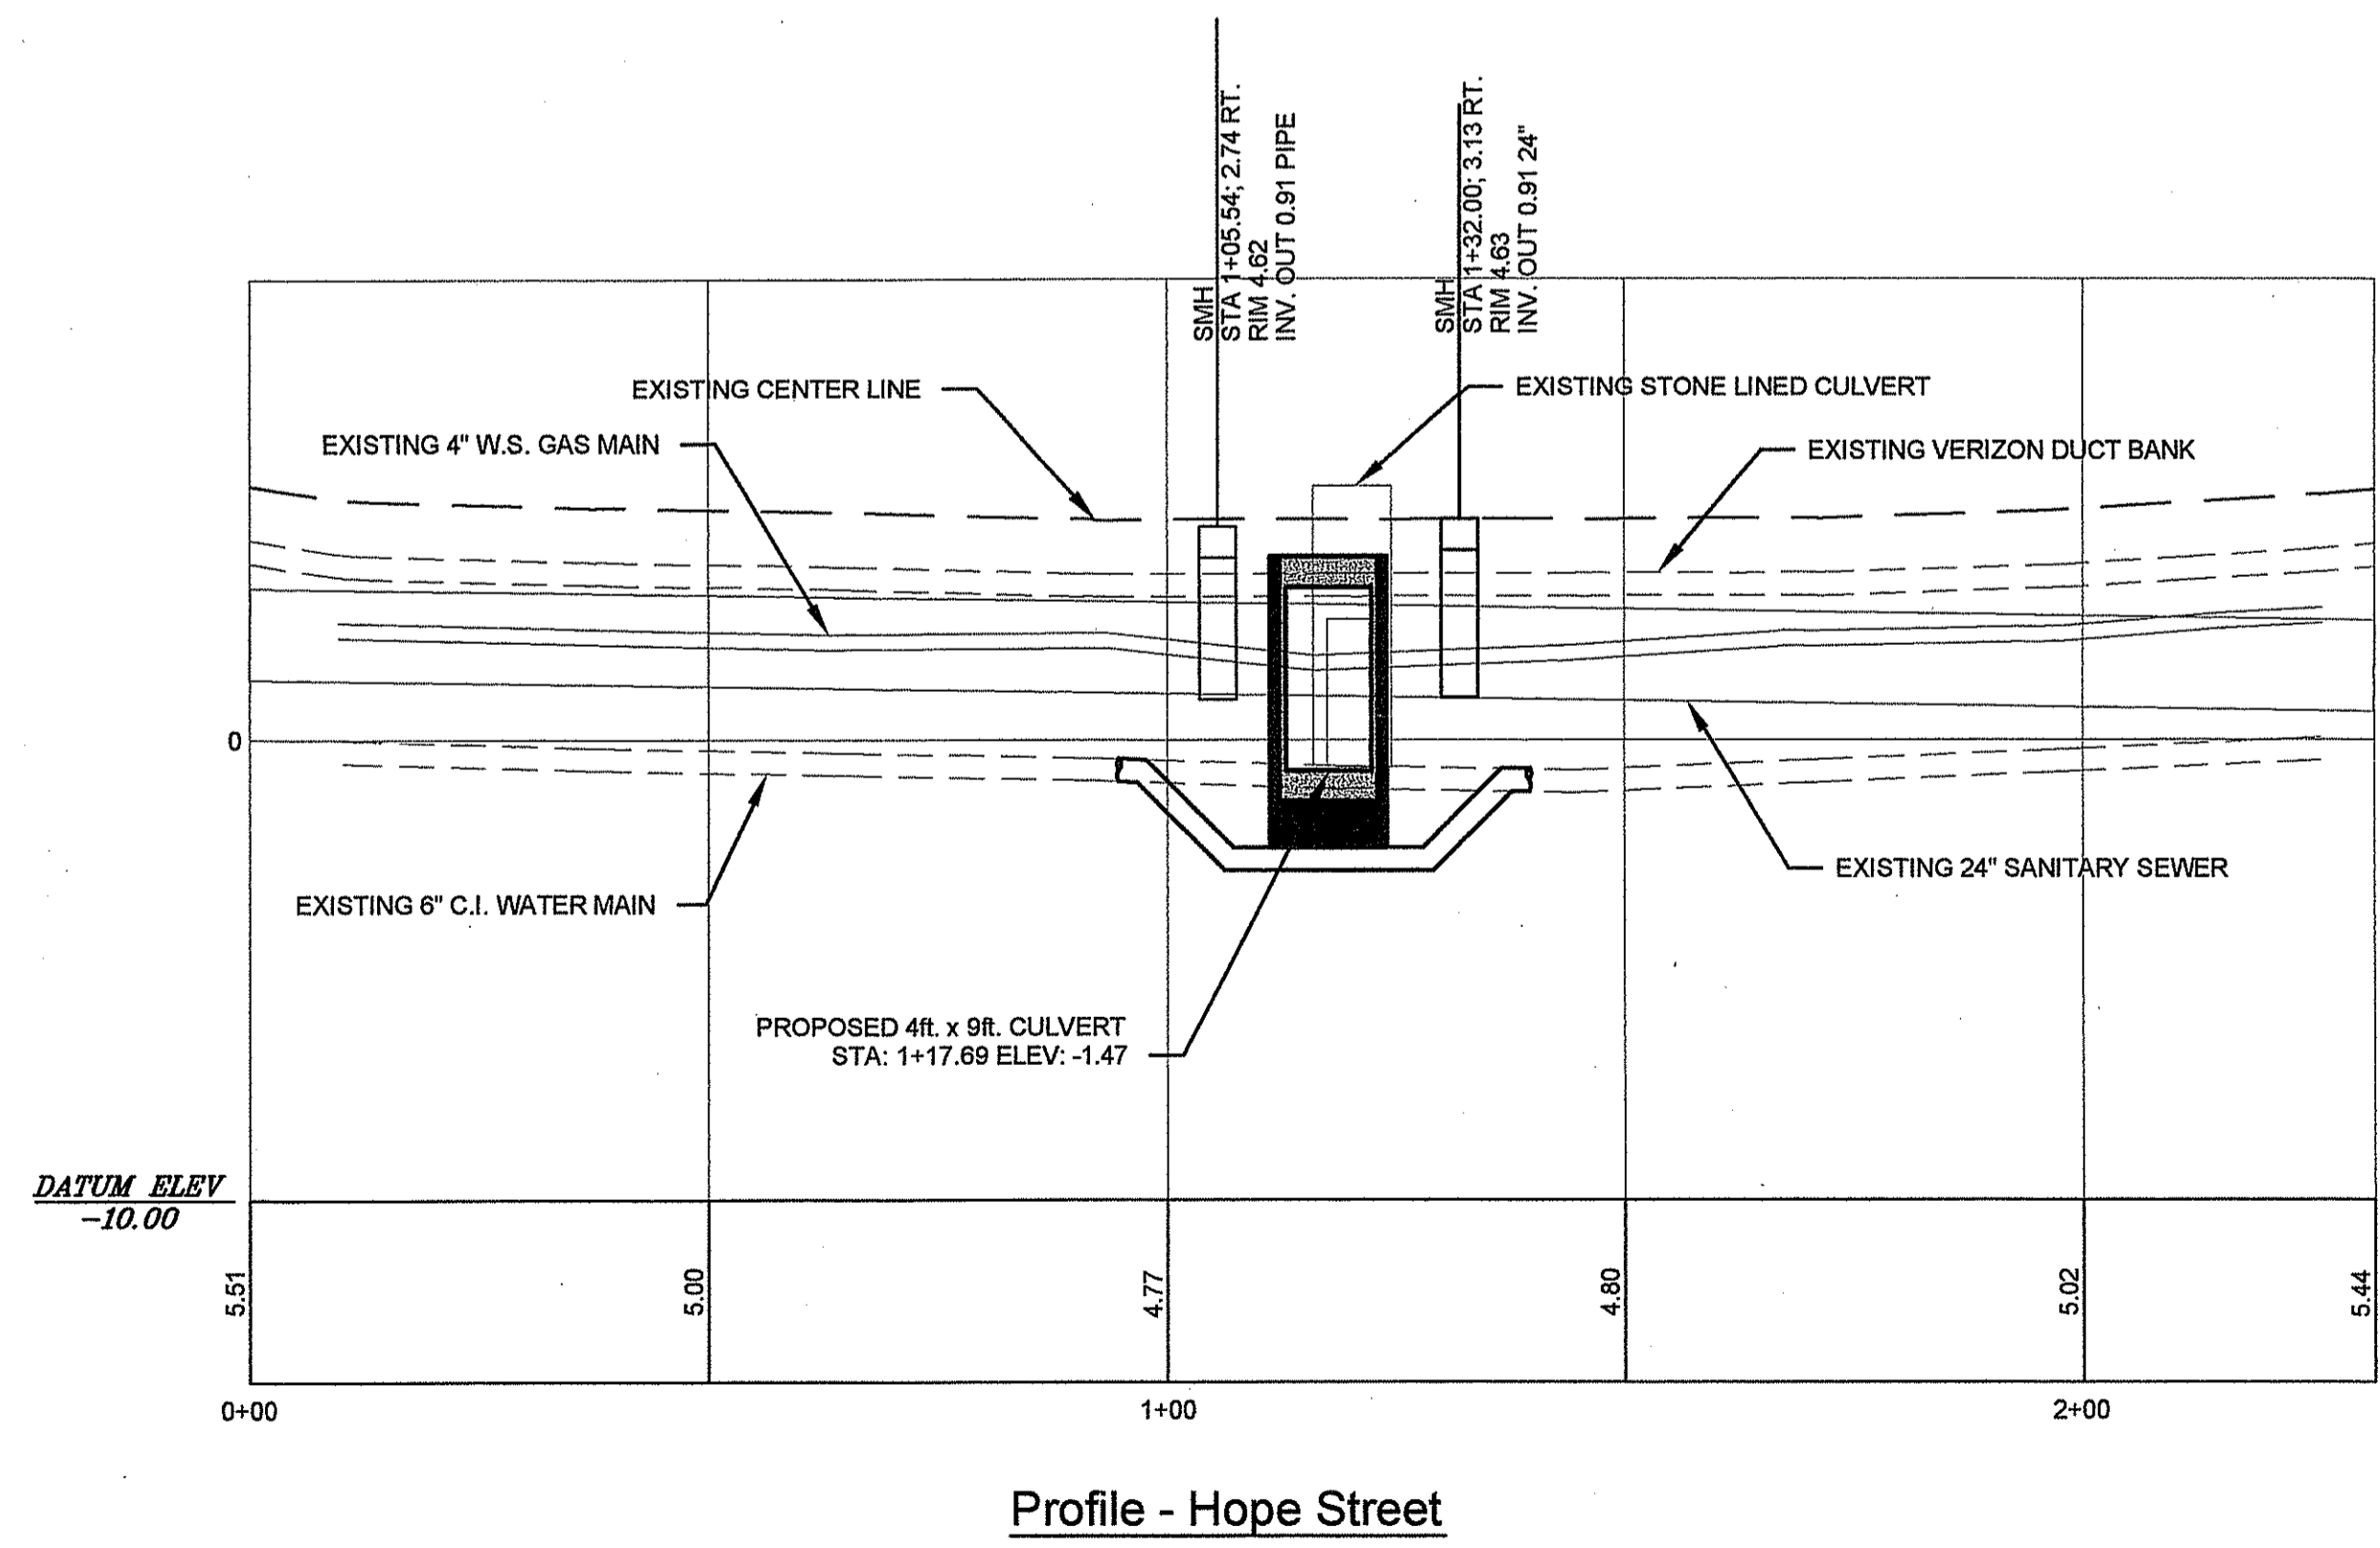 SMH
STA 1+05.54; 2.74 RT.
RIM 4.62
INV. OUT 0.91 PIPE
SMH
STA 1+32.00; 3.13 RT.
RIM 4.63
INV. OUT 0.91 24"
EXISTING CENTER LINE
EXISTING STONE LINED CULVERT
EXISTING 4" W.S. GAS MAIN
EXISTING VERIZON DUCT BANK
0
EXISTING 24" SANITARY SEWER
EXISTING 6" C.I. WATER MAIN
PROPOSED 4ft. x 9ft. CULVERT
STA: 1+17.69 ELEV: -1.47
DATUM ELEV
-10.00
5.51
5.00
4.77
4.80
5.02
5.44
0+00
1+00
2+00
Profile - Hope Street